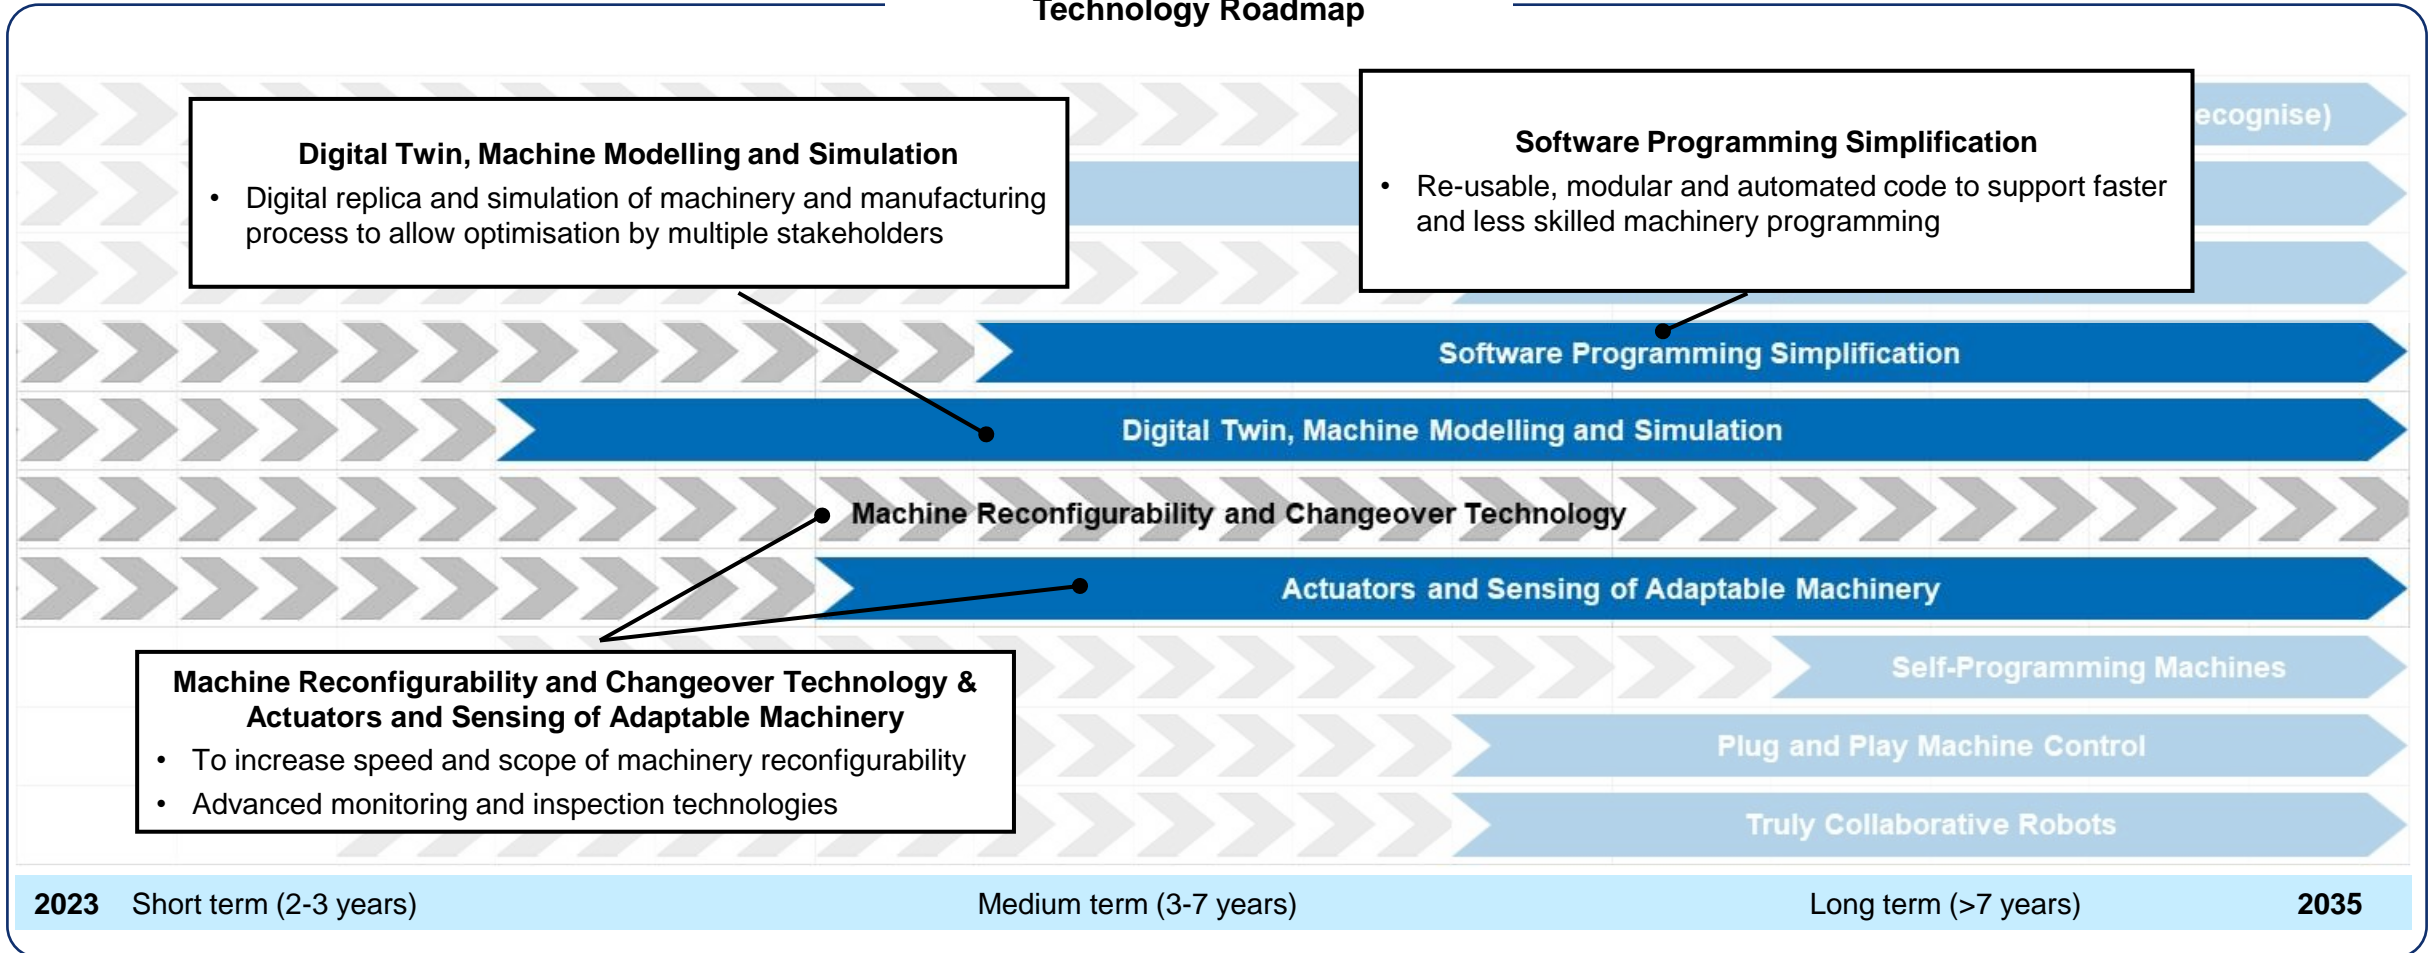 Technology Roadmap
Digital Twin, Machine Modelling and Simulation
• Digital replica and simulation of machinery and manufacturing
process to allow optimisation by multiple stakeholders
Software Programming Simplification
• Re-usable, modular and automated code to support faster
and less skilled machinery programming
ecognise)
Software Programming Simplification
Digital Twin, Machine Modelling and Simulation
Machine Reconfigurability and Changeover Technology
Actuators and Sensing of Adaptable Machinery
Machine Reconfigurability and Changeover Technology &
Actuators and Sensing of Adaptable Machinery
• To increase speed and scope of machinery reconfigurability
• Advanced monitoring and inspection technologies
Self-Programming Machines
Plug and Play Machine Control
Truly Collaborative Robots
2023 Short term (2-3 years) Medium term (3-7 years) Long term (>7 years) 2035